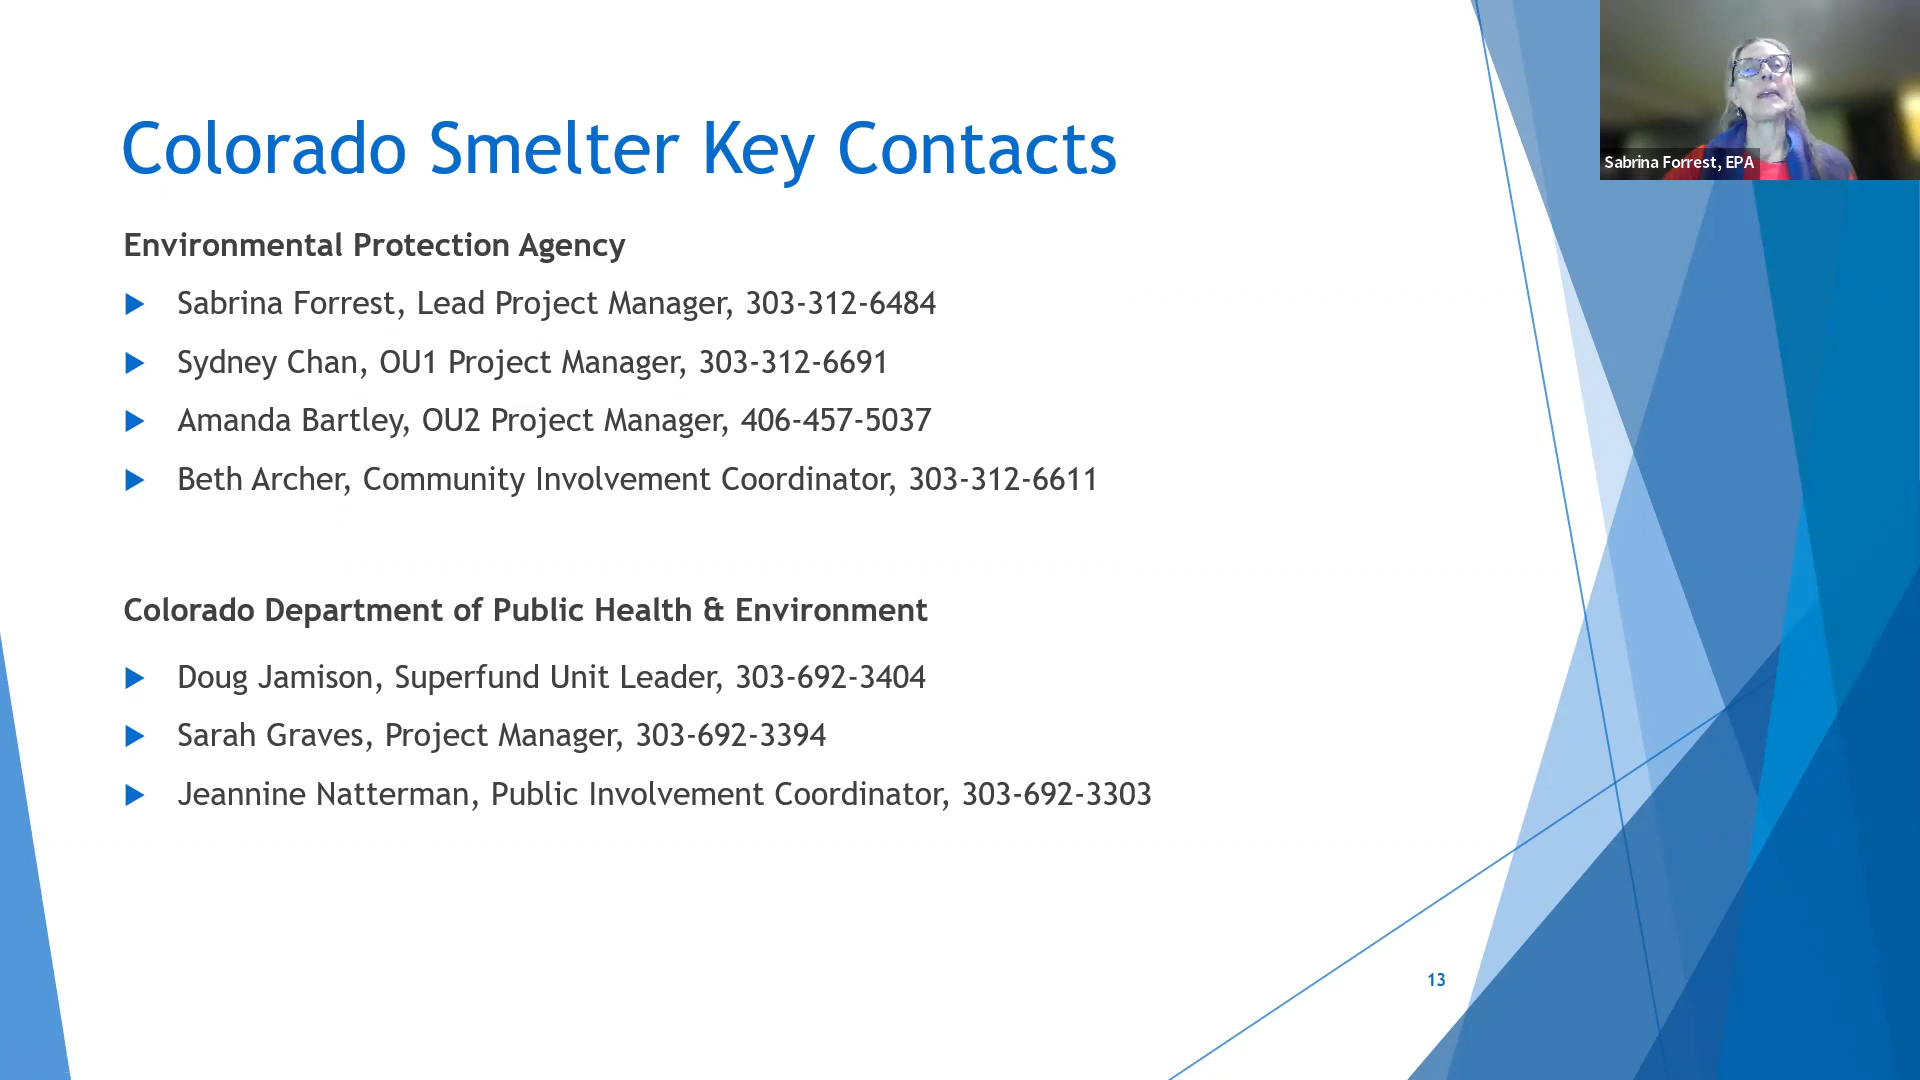 Colorado Smelter Key Contacts
Sabrina Forrest, EPA
Environmental Protection Agency
Sabrina Forrest, Lead Project Manager, 303-312-6484
Sydney Chan, OU1 Project Manager, 303-312-6691
Amanda Bartley, OU2 Project Manager, 406-457-5037
Beth Archer, Community Involvement Coordinator, 303-312-6611
Colorado Department of Public Health & Environment
Doug Jamison, Superfund Unit Leader, 303-692-3404
Sarah Graves, Project Manager, 303-692-3394
Jeannine Natterman, Public Involvement Coordinator, 303-692-3303
13